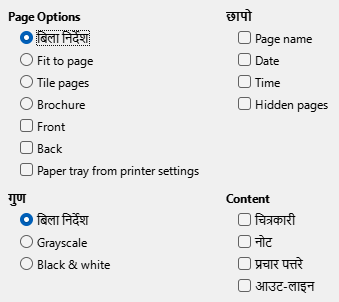 Page Options
बिला निर्देश
Fit to page
Tile pages
Brochure
Front
Back
Paper tray from printer settings
छापो
Page name
Date
Time
Hidden pages
गुण
बिला निर्देश
Grayscale
Black & white
Content
चित्रकारी
नोट
प्रचार पत्तरे
आउट-लाइन